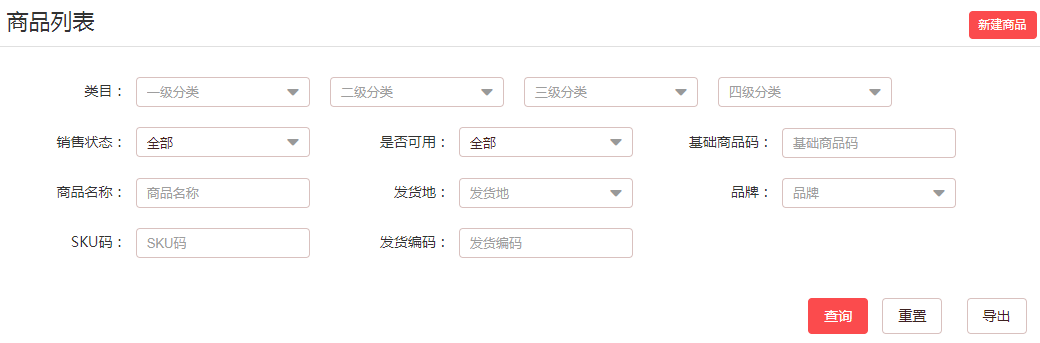 商品列表 新建商品
类目： 一级分类 二级分类 三级分类 四级分类
销售状态： 全部 是否可用： 全部 基础商品码： 基础商品码
商品名称： 商品名称 发货地： 发货地 品牌： 品牌
SKU码： SKU码 发货编码： 发货编码
查询 重置 导出